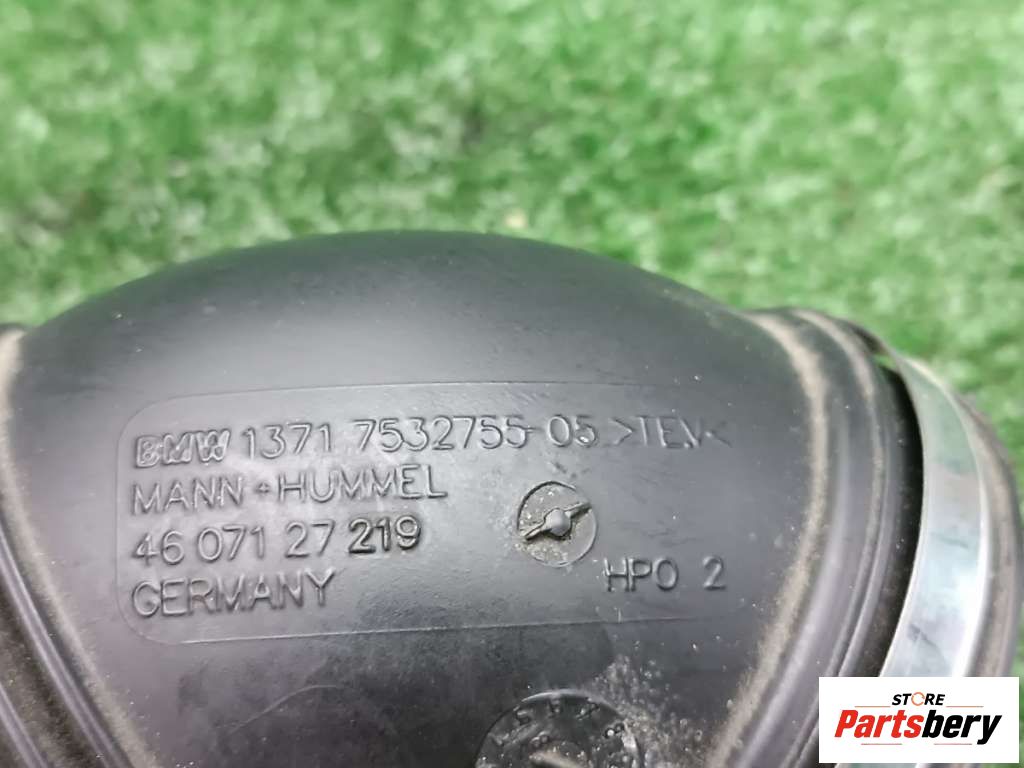 BMW 1371 7532755-05 >TEV<
MANN+HUMMEL
46 071 27 219
GERMANY
HPO 2
STORE
Partsbery